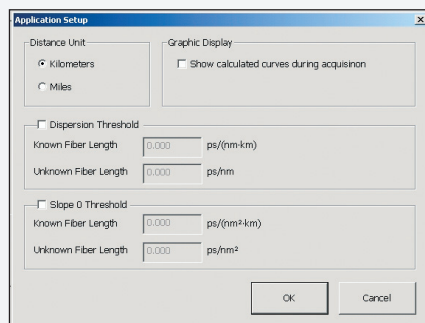 Application Setup
Distance Unit
Kilometers
Miles
Graphic Display
Show calculated curves during acquisinon
Dispersion Threshold
Known Fiber Length 0.000 ps/(nm·km)
Unknown Fiber Length 0.000 ps/nm
Slope 0 Threshold
Known Fiber Length 0.000 ps/(nm²·km)
Unknown Fiber Length 0.000 ps/nm²
OK Cancel